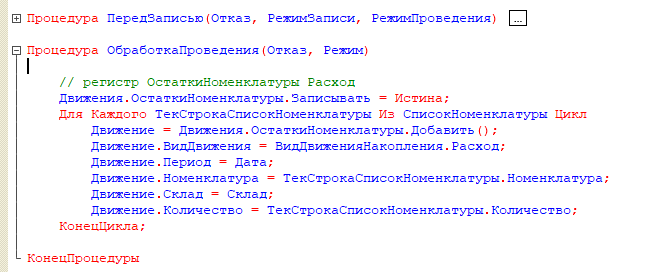 Процедура ПередЗаписью(Отказ, РежимЗаписи, РежимПроведения) ...
Процедура ОбработкаПроведения(Отказ, Режим)
// регистр ОстаткиНоменклатуры Расход
Движения.ОстаткиНоменклатуры.Записывать = Истина;
Для Каждого ТекСтрокаСписокНоменклатуры Из СписокНоменклатуры Цикл
Движение = Движения.ОстаткиНоменклатуры.Добавить();
Движение.ВидДвижения = ВидДвиженияНакопления.Расход;
Движение.Период = Дата;
Движение.Номенклатура = ТекСтрокаСписокНоменклатуры.Номенклатура;
Движение.Склад = Склад;
Движение.Количество = ТекСтрокаСписокНоменклатуры.Количество;
КонецЦикла;
КонецПроцедуры